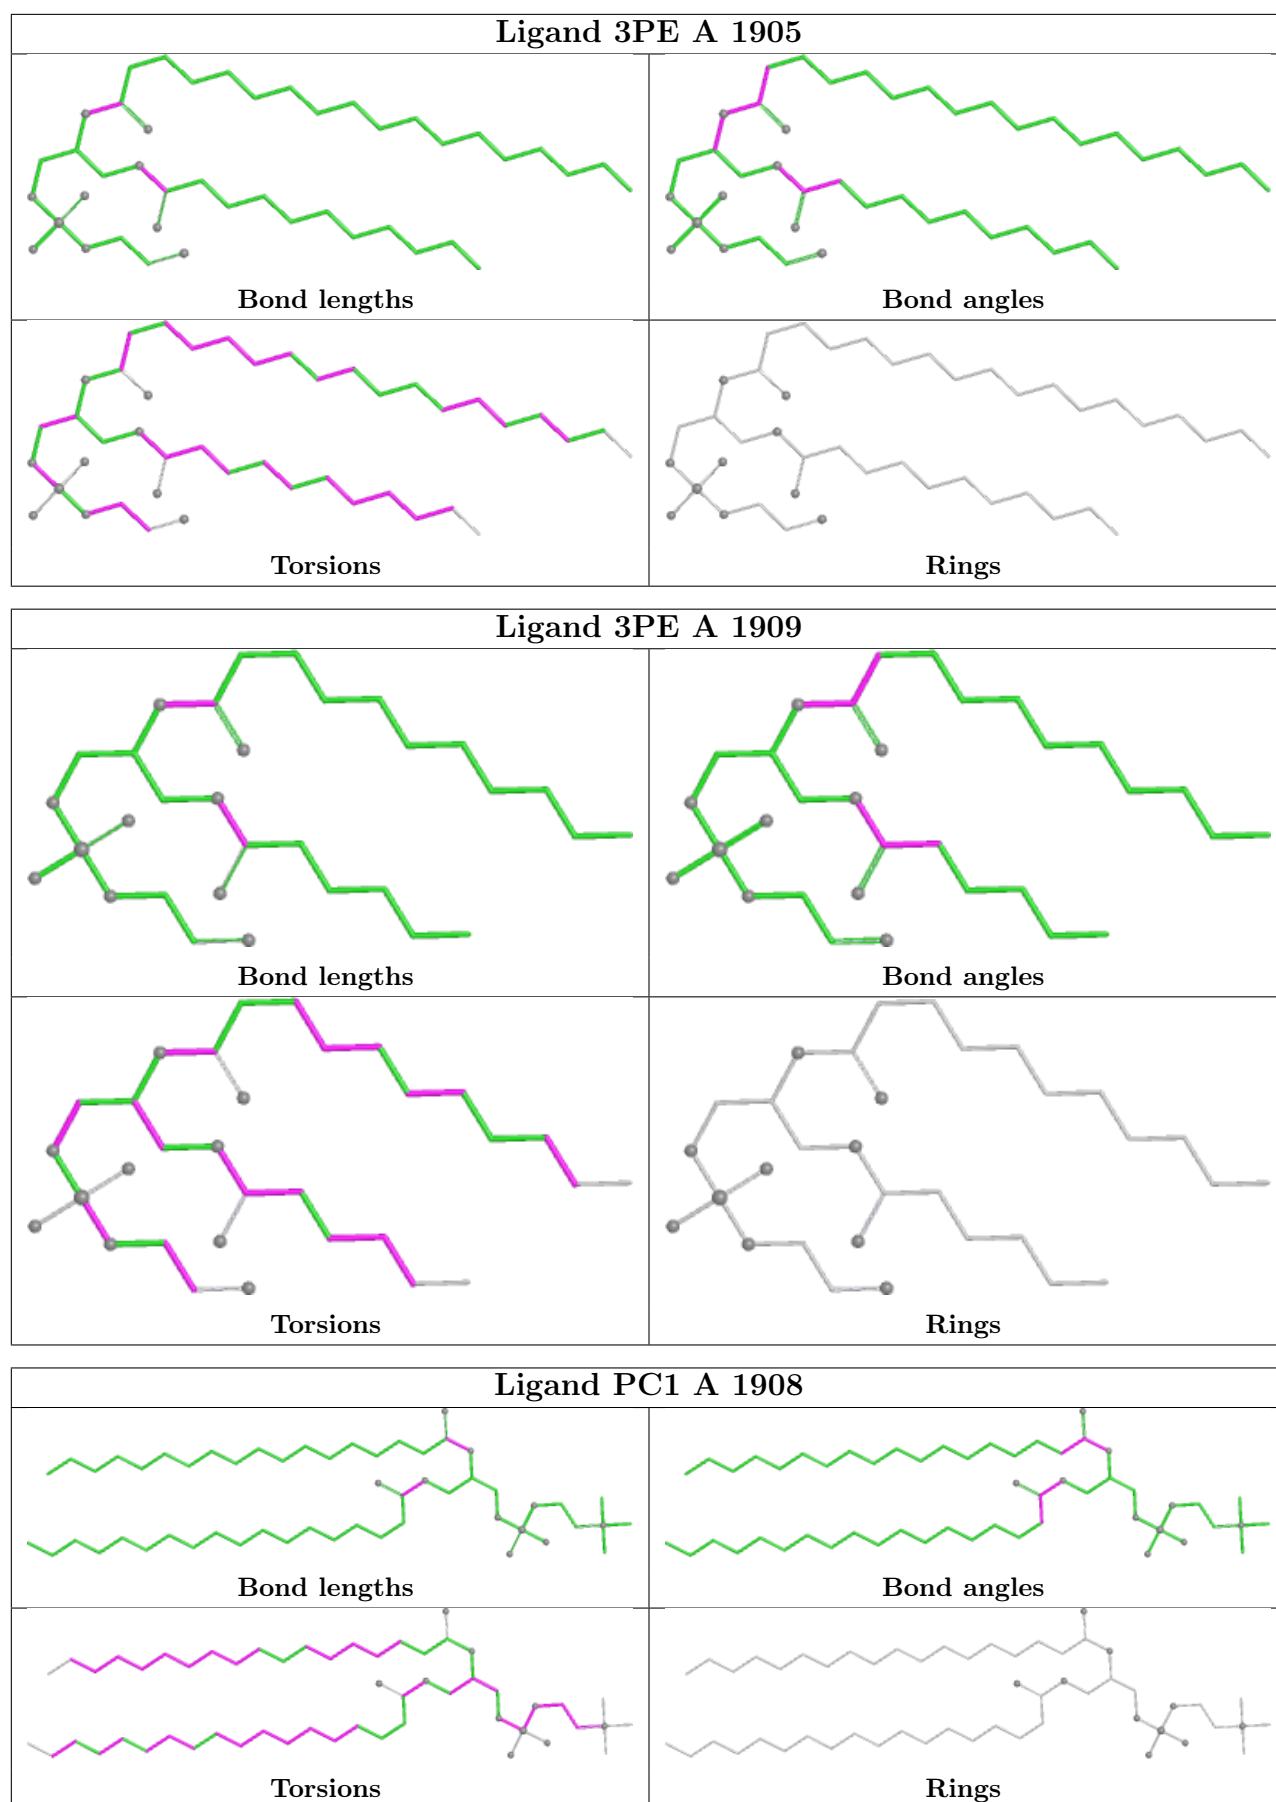 Ligand 3PE A 1905
Bond lengths
Bond angles
Torsions
Rings
Ligand 3PE A 1909
Bond lengths
Bond angles
Torsions
Rings
Ligand PC1 A 1908
Bond lengths
Bond angles
Torsions
Rings